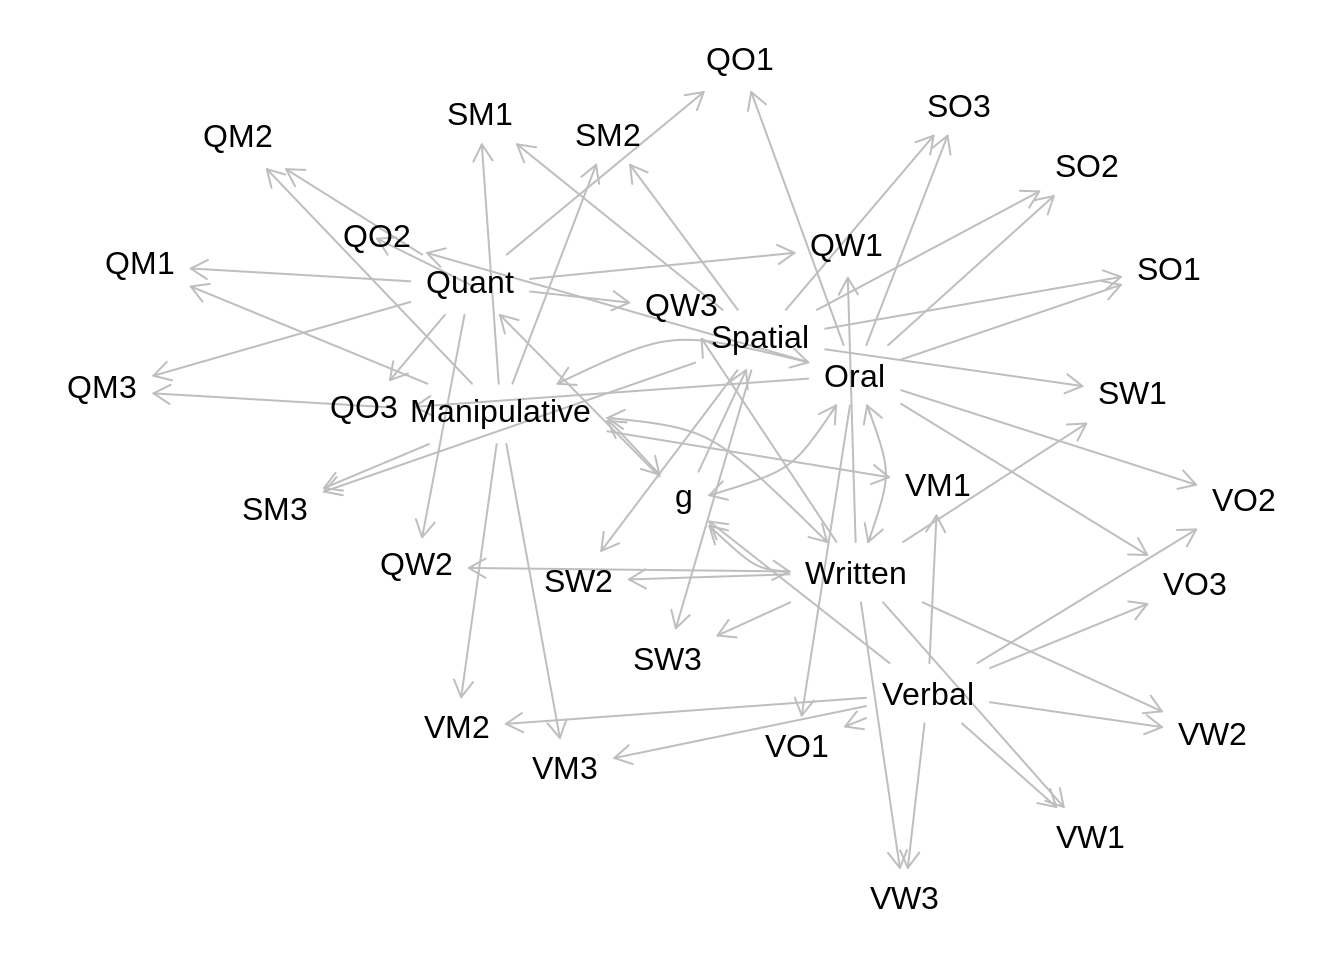 QO1
SO3
SM1
SM2
QM2
SO2
QO2
QW1
QM1
SO1
Quant
QW3
Spatial
Oral
QM3
SW1
QO3
Manipulative
VM1
g
VO2
SM3
QW2
Written
SW2
VO3
SW3
Verbal
VM2
VW2
VO1
VM3
VW1
VW3